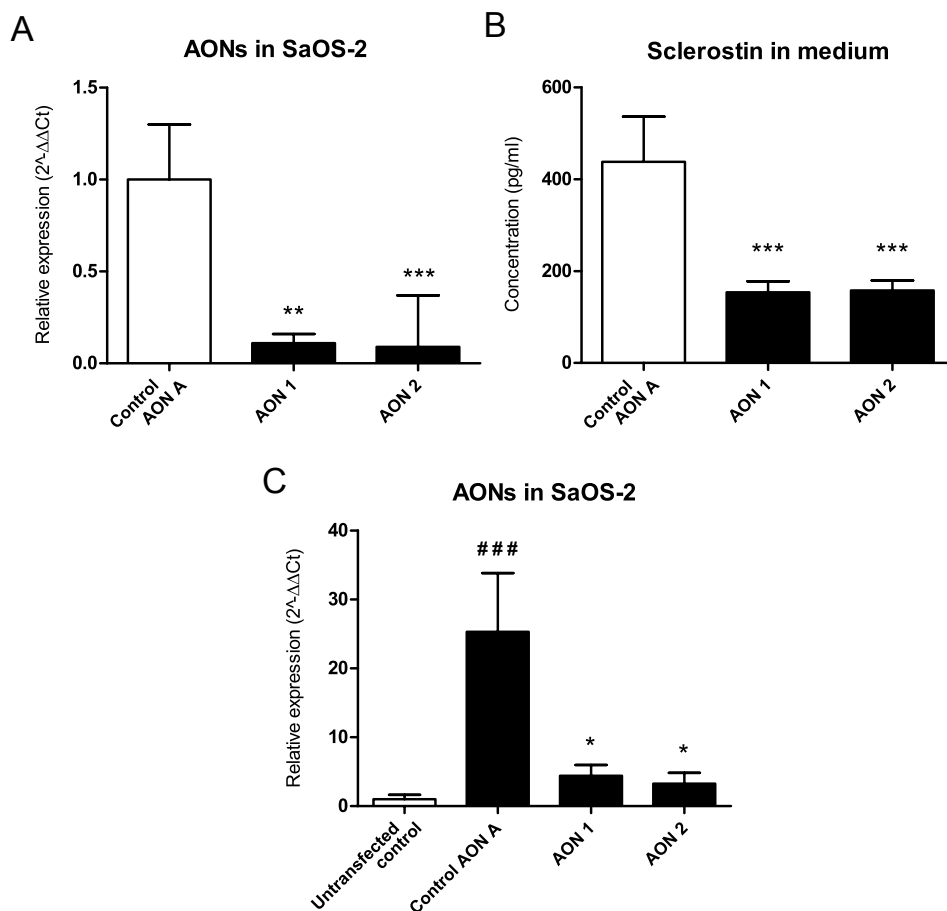 A
AONs in SaOS-2
Relative expression (2^-ΔΔCt)
1.5
1.0
0.5
0.0
**
***
Control
AON A
AON 1
AON 2
B
Sclerostin in medium
Concentration (pg/ml)
600
400
200
0
***
***
Control
AON A
AON 1
AON 2
C
AONs in SaOS-2
Relative expression (2^-ΔΔCt)
40
30
20
10
0
###
*
*
Untransfected
control
Control AON A
AON 1
AON 2